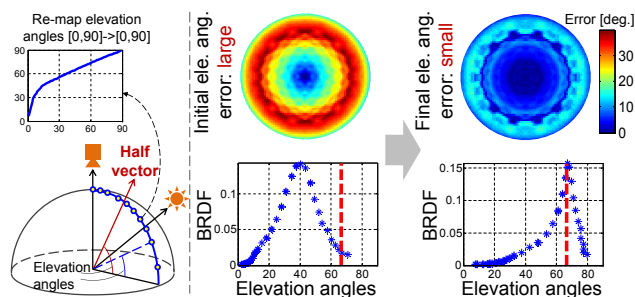 Re-map elevation
angles [0,90]->[0,90]
90
60
30
0
0 30 60 90
Half
vector
Elevation
angles
Initial ele. ang.
error: large
BRDF
0.1
0.05
0
0 20 40 60 80
Elevation angles
Final ele. ang.
error: small
Error [deg.]
30
20
10
0
BRDF
0.15
0.1
0.05
0
0 20 40 60 80
Elevation angles